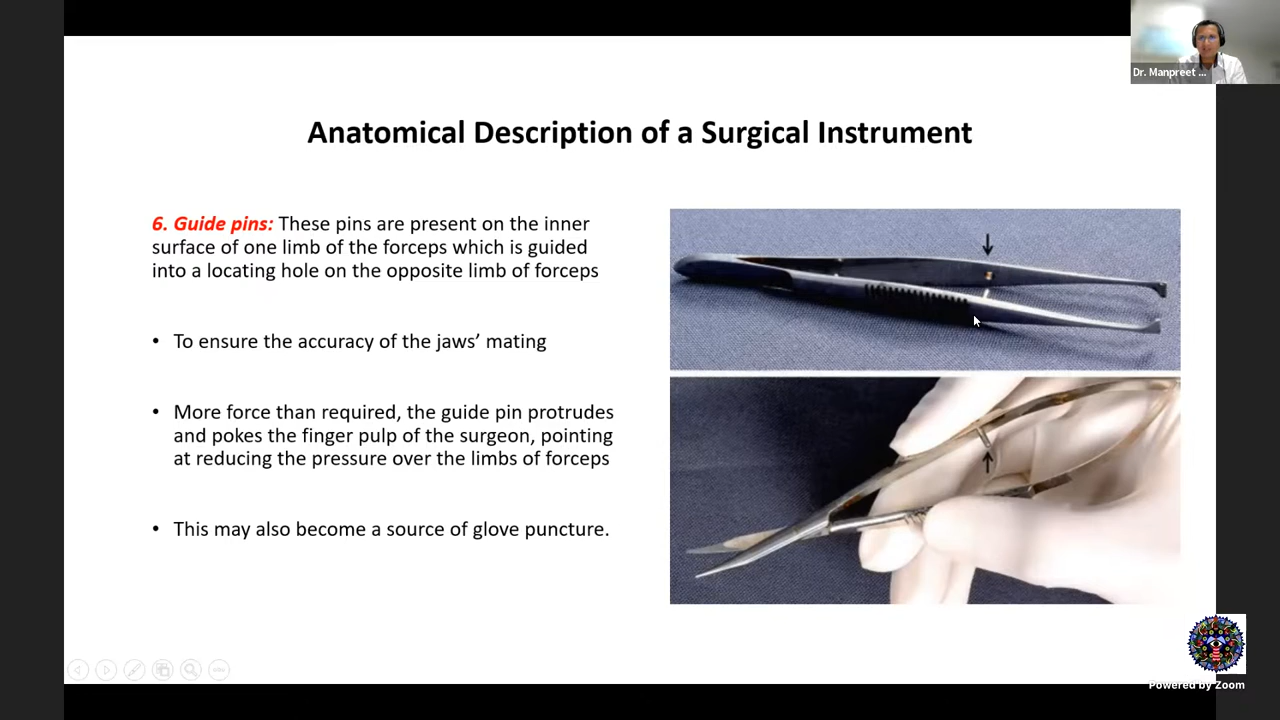 Dr. Manpreet ...
Anatomical Description of a Surgical Instrument
6. Guide pins: These pins are present on the inner
surface of one limb of the forceps which is guided
into a locating hole on the opposite limb of forceps
• To ensure the accuracy of the jaws’ mating
• More force than required, the guide pin protrudes
and pokes the finger pulp of the surgeon, pointing
at reducing the pressure over the limbs of forceps
• This may also become a source of glove puncture.
Powered by Zoom